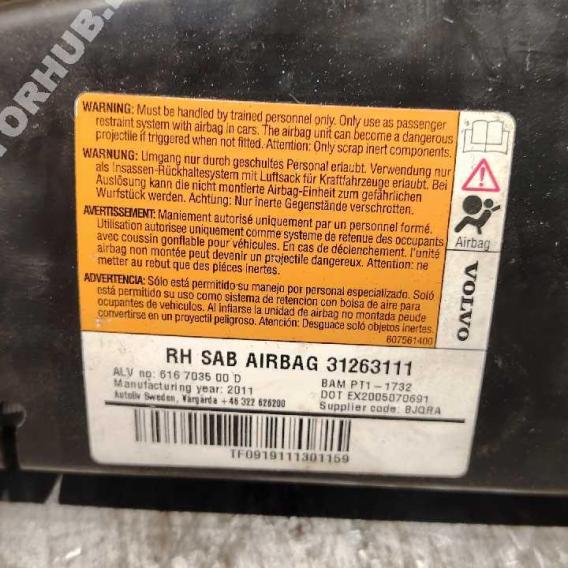 TORHUB.
WARNING: Must be handled by trained personnel only. Only use as passenger
restraint system with airbag in cars. The airbag unit can become a dangerous
projectile if triggered when not fitted. Attention: Only scrap inert components.
WARNUNG: Umgang nur durch geschultes Personal erlaubt. Verwendung nur
als Insassen-Rückhaltesystem mit Luftsack für Kraftfahrzeuge erlaubt. Bei
Auslösung kann die nicht montierte Airbag-Einheit zum gefährlichen
Wurfstück werden. Achtung: Nur inerte Gegenstände verschrotten.
AVERTISSEMENT: Maniement autorisé uniquement par un personnel formé.
Utilisation autorisee uniquement comme système de retenue des occupants
avec coussin gonflable pour véhicules. En cas de déclenchement, l'unité
airbag non montée peut devenir un projectile dangereux. Attention : ne
metter au rebut que des piéces inertes.
ADVERTENCIA: Sólo está permitido su manejo por personal especializado. Soló
está permitido su uso como sistema de retención con bolsa de aire para
ocupantes de vehículos. Al inflarse la unidad de airbag no montada peude
convertirse en un proyectil peligroso. Atención: Desguace soló objetos inertes.
607561400
Airbag
VOLVO
RH SAB AIRBAG 31263111
ALV no: 616 7035 00 D
Manufacturing year: 2011
Autoliv Sweden, Vårgårda +46 322 626200
BAM PT1-1732
DOT EX2005070691
Supplier code: BJQRA
TF0919111301159